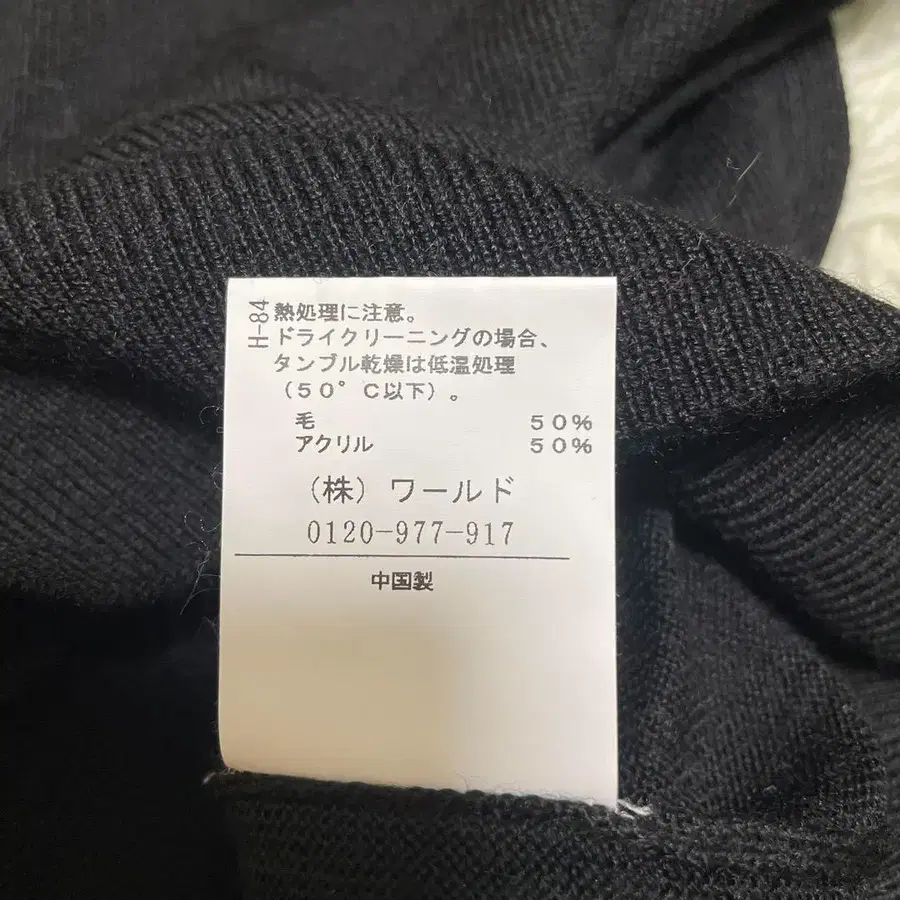 H-84
熱処理に注意。
ドライクリーニングの場合、
タンブル乾燥は低温処理
（５０°Ｃ以下）。
毛 ５０％
アクリル ５０％
（株）ワールド
0120-977-917
中国製